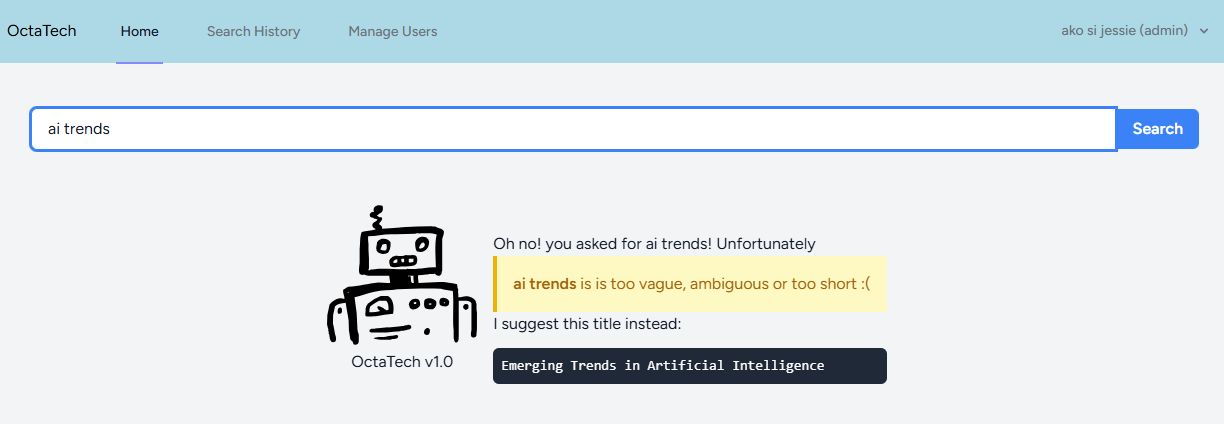 OctaTech Home Search History Manage Users ako si jessie (admin)
ai trends Search
Oh no! you asked for ai trends! Unfortunately
ai trends is is too vague, ambiguous or too short :(
I suggest this title instead:
OctaTech v1.0
Emerging Trends in Artificial Intelligence